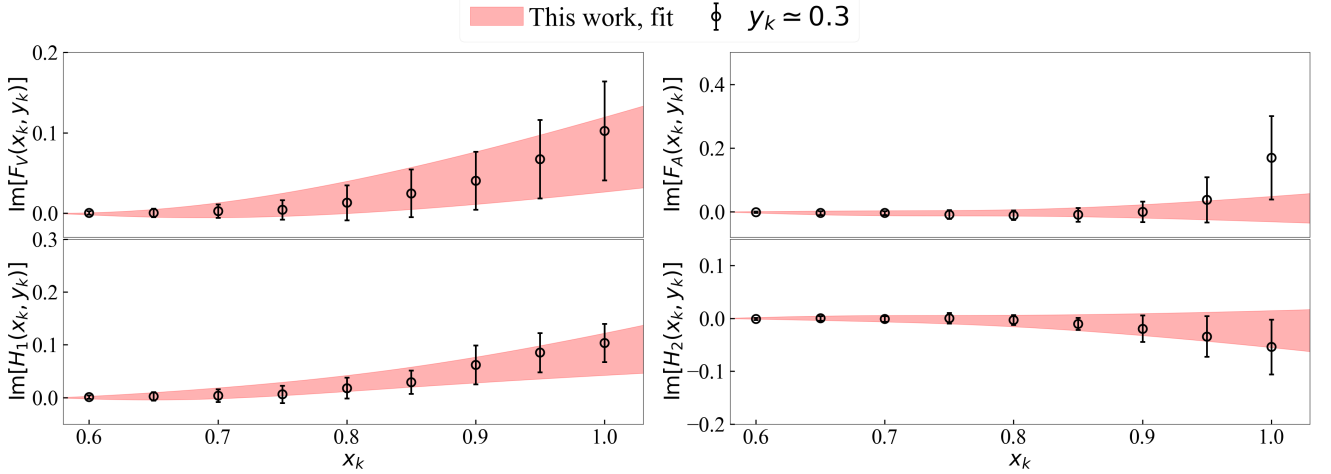 This work, fit
y_k ≃ 0.3
Im[F_V(x_k, y_k)]
0.2
0.1
0.0
Im[F_A(x_k, y_k)]
0.4
0.2
0.0
Im[H_1(x_k, y_k)]
0.3
0.2
0.1
0.0
0.6 0.7 0.8 0.9 1.0
x_k
Im[H_2(x_k, y_k)]
0.1
0.0
−0.1
−0.2
0.6 0.7 0.8 0.9 1.0
x_k